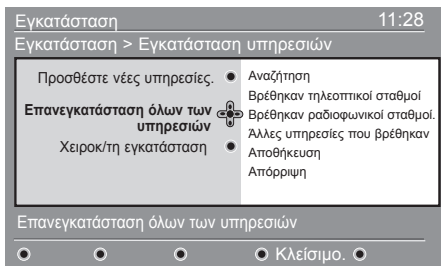 Εγκατάσταση 11:28
Εγκατάσταση > Εγκατάσταση υπηρεσιών
Προσθέστε νέες υπηρεσίες.
Επανεγκατάσταση όλων των
υπηρεσιών
Χειροκ/τη εγκατάσταση
Αναζήτηση
Βρέθηκαν τηλεοπτικοί σταθμοί
Βρέθηκαν ραδιοφωνικοί σταθμοί.
Άλλες υπηρεσίες που βρέθηκαν
Αποθήκευση
Απόρριψη
Επανεγκατάσταση όλων των υπηρεσιών
Κλείσιμο.